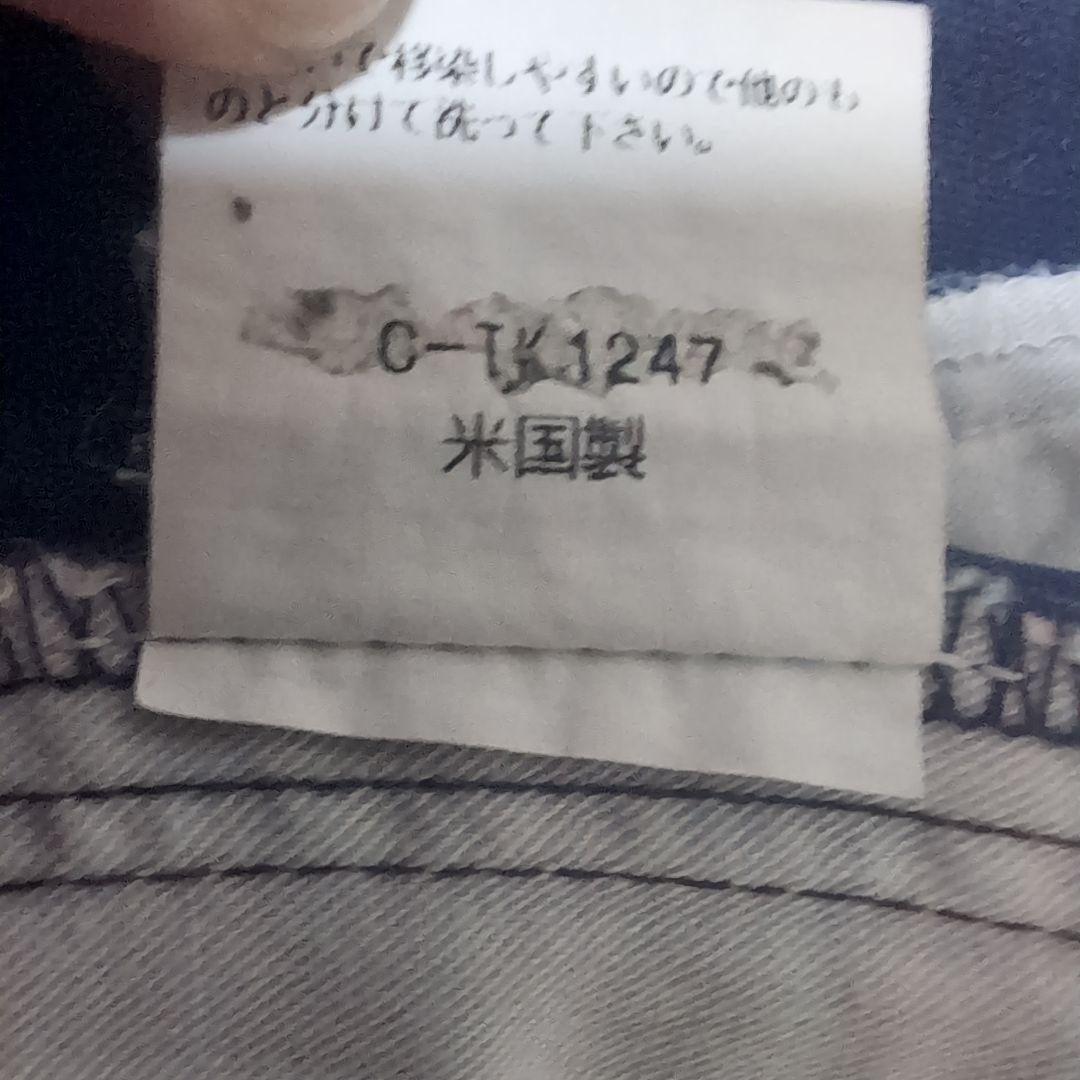 移染しやすいので他のも
のと分けて洗って下さい。
C-TK1247
米国製